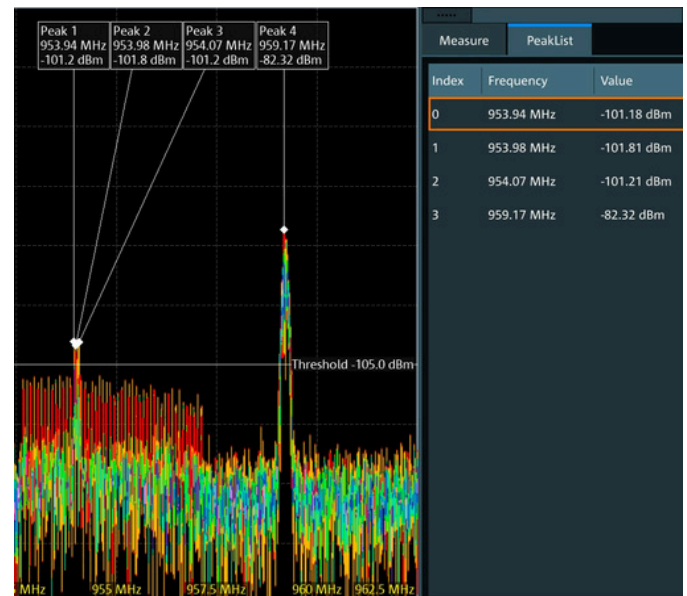 Peak 1
953.94 MHz
-101.2 dBm
Peak 2
953.98 MHz
-101.8 dBm
Peak 3
954.07 MHz
-101.2 dBm
Peak 4
959.17 MHz
-82.32 dBm
Threshold -105.0 dBm
MHz
955 MHz
957.5 MHz
960 MHz
962.5 MHz
Measure
PeakList
Index Frequency Value
0 953.94 MHz -101.18 dBm
1 953.98 MHz -101.81 dBm
2 954.07 MHz -101.21 dBm
3 959.17 MHz -82.32 dBm